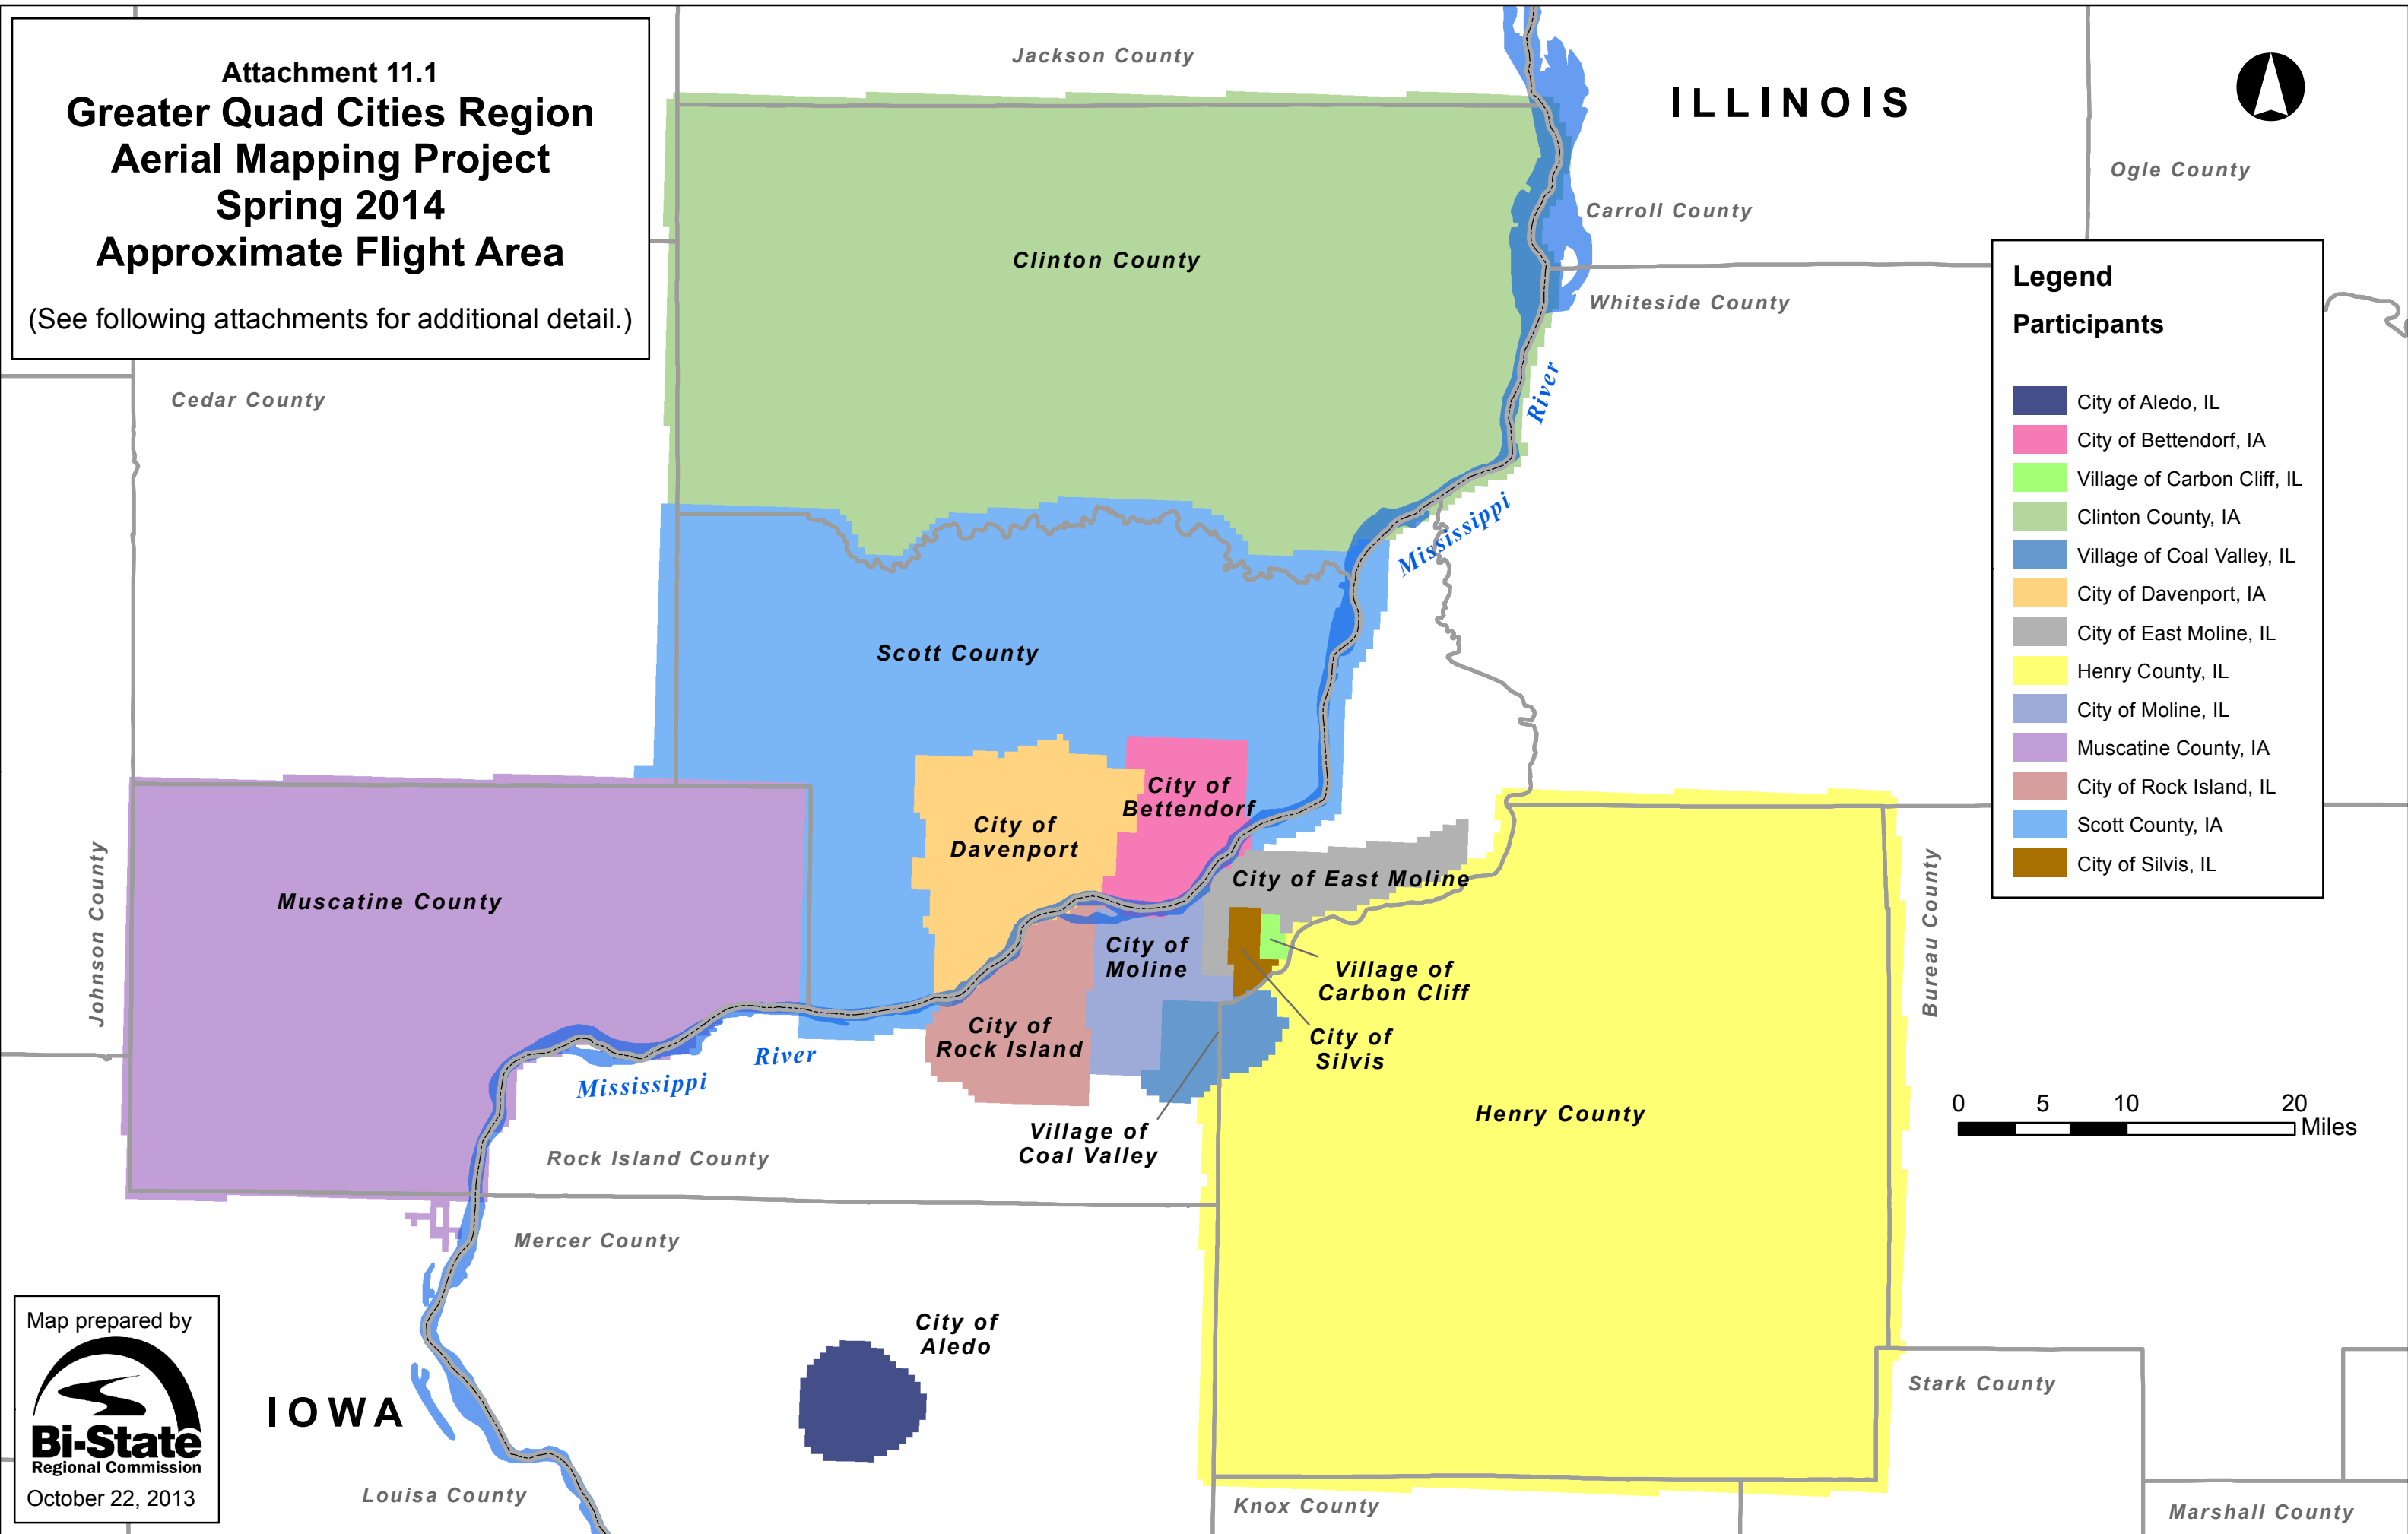 Attachment 11.1
Greater Quad Cities Region
Aerial Mapping Project
Spring 2014
Approximate Flight Area
(See following attachments for additional detail.)
Jackson County
ILLINOIS
Ogle County
Carroll County
Clinton County
Whiteside County
Cedar County
River
Mississippi
Legend
Participants
City of Aledo, IL
City of Bettendorf, IA
Village of Carbon Cliff, IL
Clinton County, IA
Village of Coal Valley, IL
City of Davenport, IA
City of East Moline, IL
Henry County, IL
City of Moline, IL
Muscatine County, IA
City of Rock Island, IL
Scott County, IA
City of Silvis, IL
Scott County
City of
Bettendorf
City of
Davenport
City of East Moline
Muscatine County
Johnson County
Bureau County
City of
Moline
Village of
Carbon Cliff
City of
Rock Island
City of
Silvis
River
Mississippi
Henry County
0 5 10 20
Miles
Village of
Coal Valley
Rock Island County
Mercer County
City of
Aledo
Map prepared by
Bi-State
Regional Commission
October 22, 2013
IOWA
Stark County
Louisa County
Knox County
Marshall County